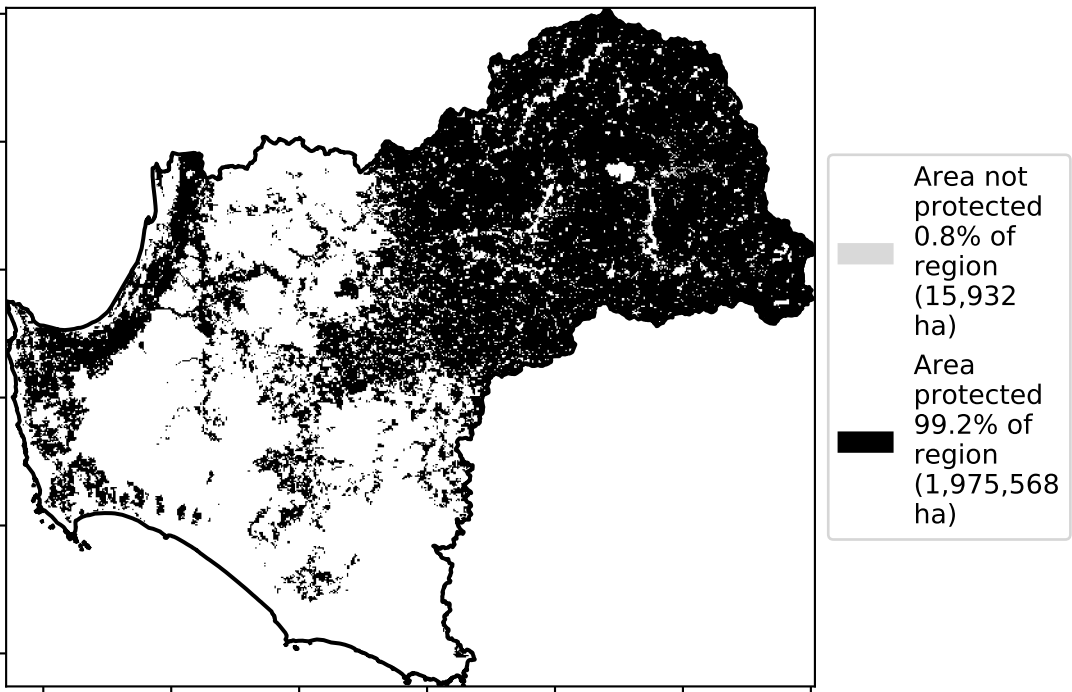 Area not
protected
0.8% of
region
(15,932
ha)
Area
protected
99.2% of
region
(1,975,568
ha)